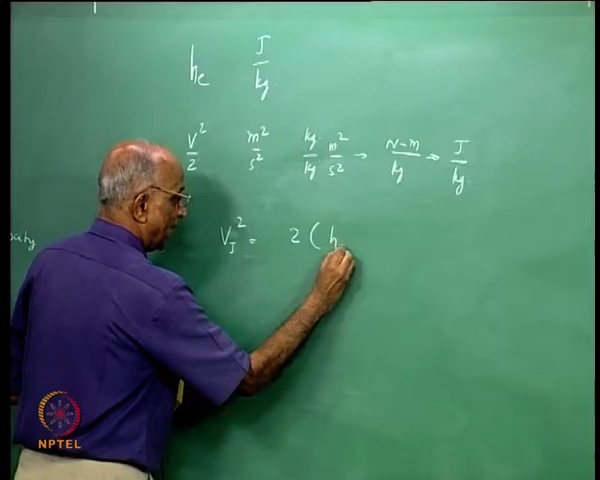 h_c J/kg.
V²/2 m²/s² kg/kg m²/s² → N-m/kg → J/kg.
V_J² = 2 ( h
NPTEL